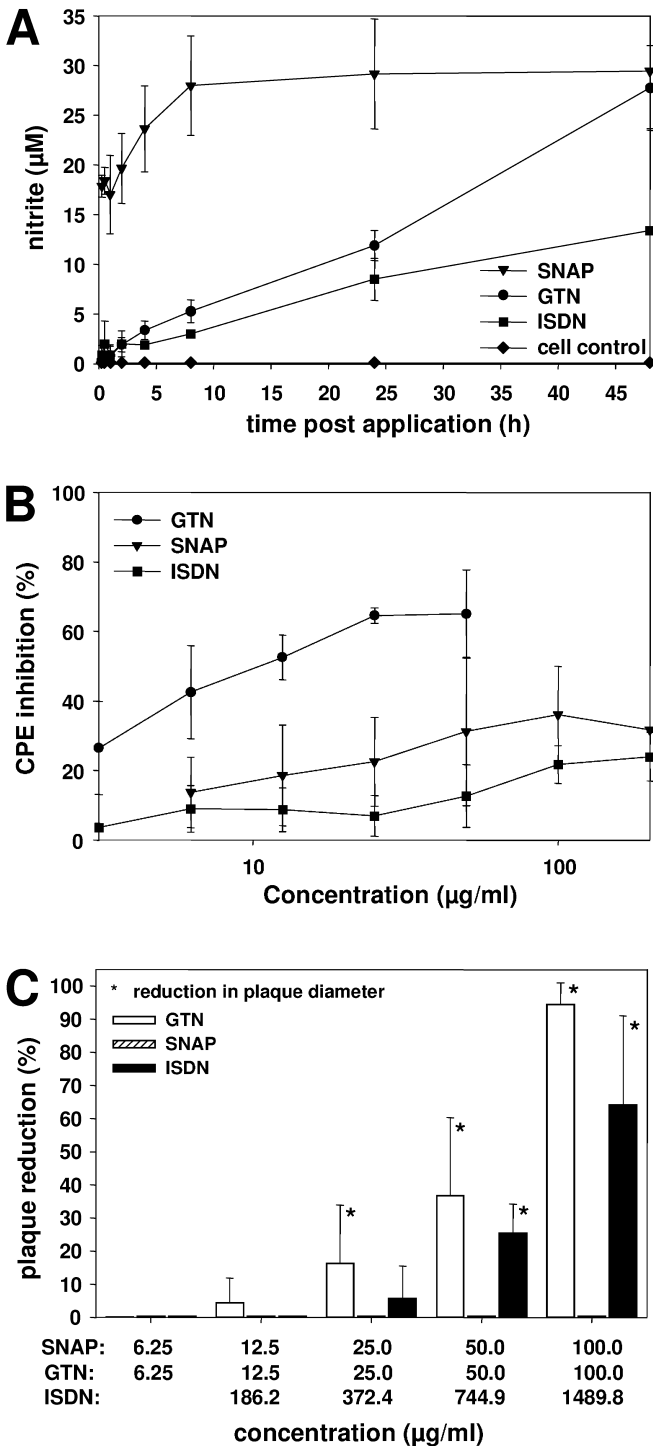 A
35
30
25
20
15
10
5
0
nitrite (µM)
SNAP
GTN
ISDN
cell control
0 5 10 15 20 25 30 35 40 45
time post application (h)
B
100
80
60
40
20
0
CPE inhibition (%)
GTN
SNAP
ISDN
10 100
Concentration (µg/ml)
C
100
90
80
70
60
50
40
30
20
10
0
plaque reduction (%)
* reduction in plaque diameter
GTN
SNAP
ISDN
* * * * *
SNAP: 6.25 12.5 25.0 50.0 100.0
GTN: 6.25 12.5 25.0 50.0 100.0
ISDN: 186.2 372.4 744.9 1489.8
concentration (µg/ml)